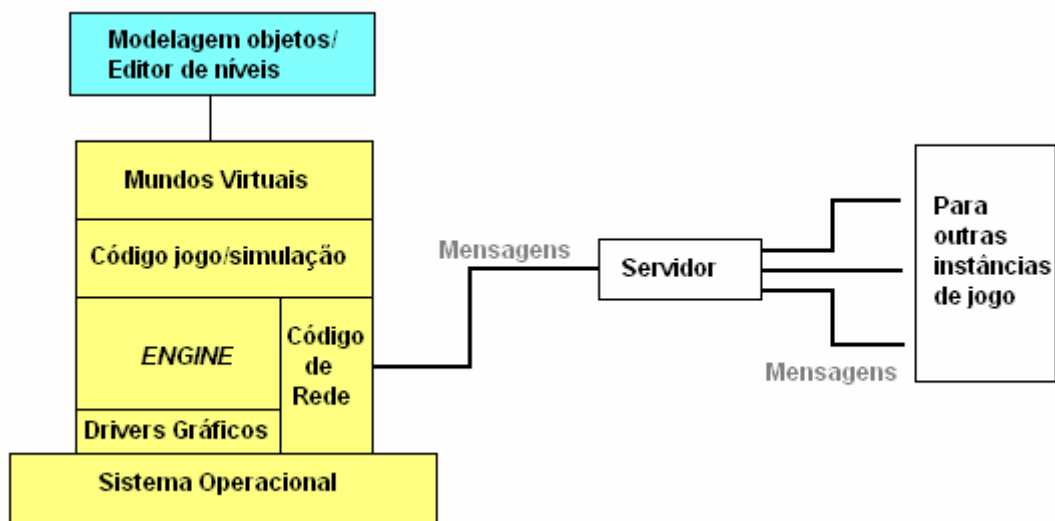 Modelagem objetos/
Editor de níveis
Mundos Virtuais
Código jogo/simulação
ENGINE
Código
de
Rede
Drivers Gráficos
Sistema Operacional
Mensagens
Servidor
Mensagens
Para
outras
instâncias
de jogo